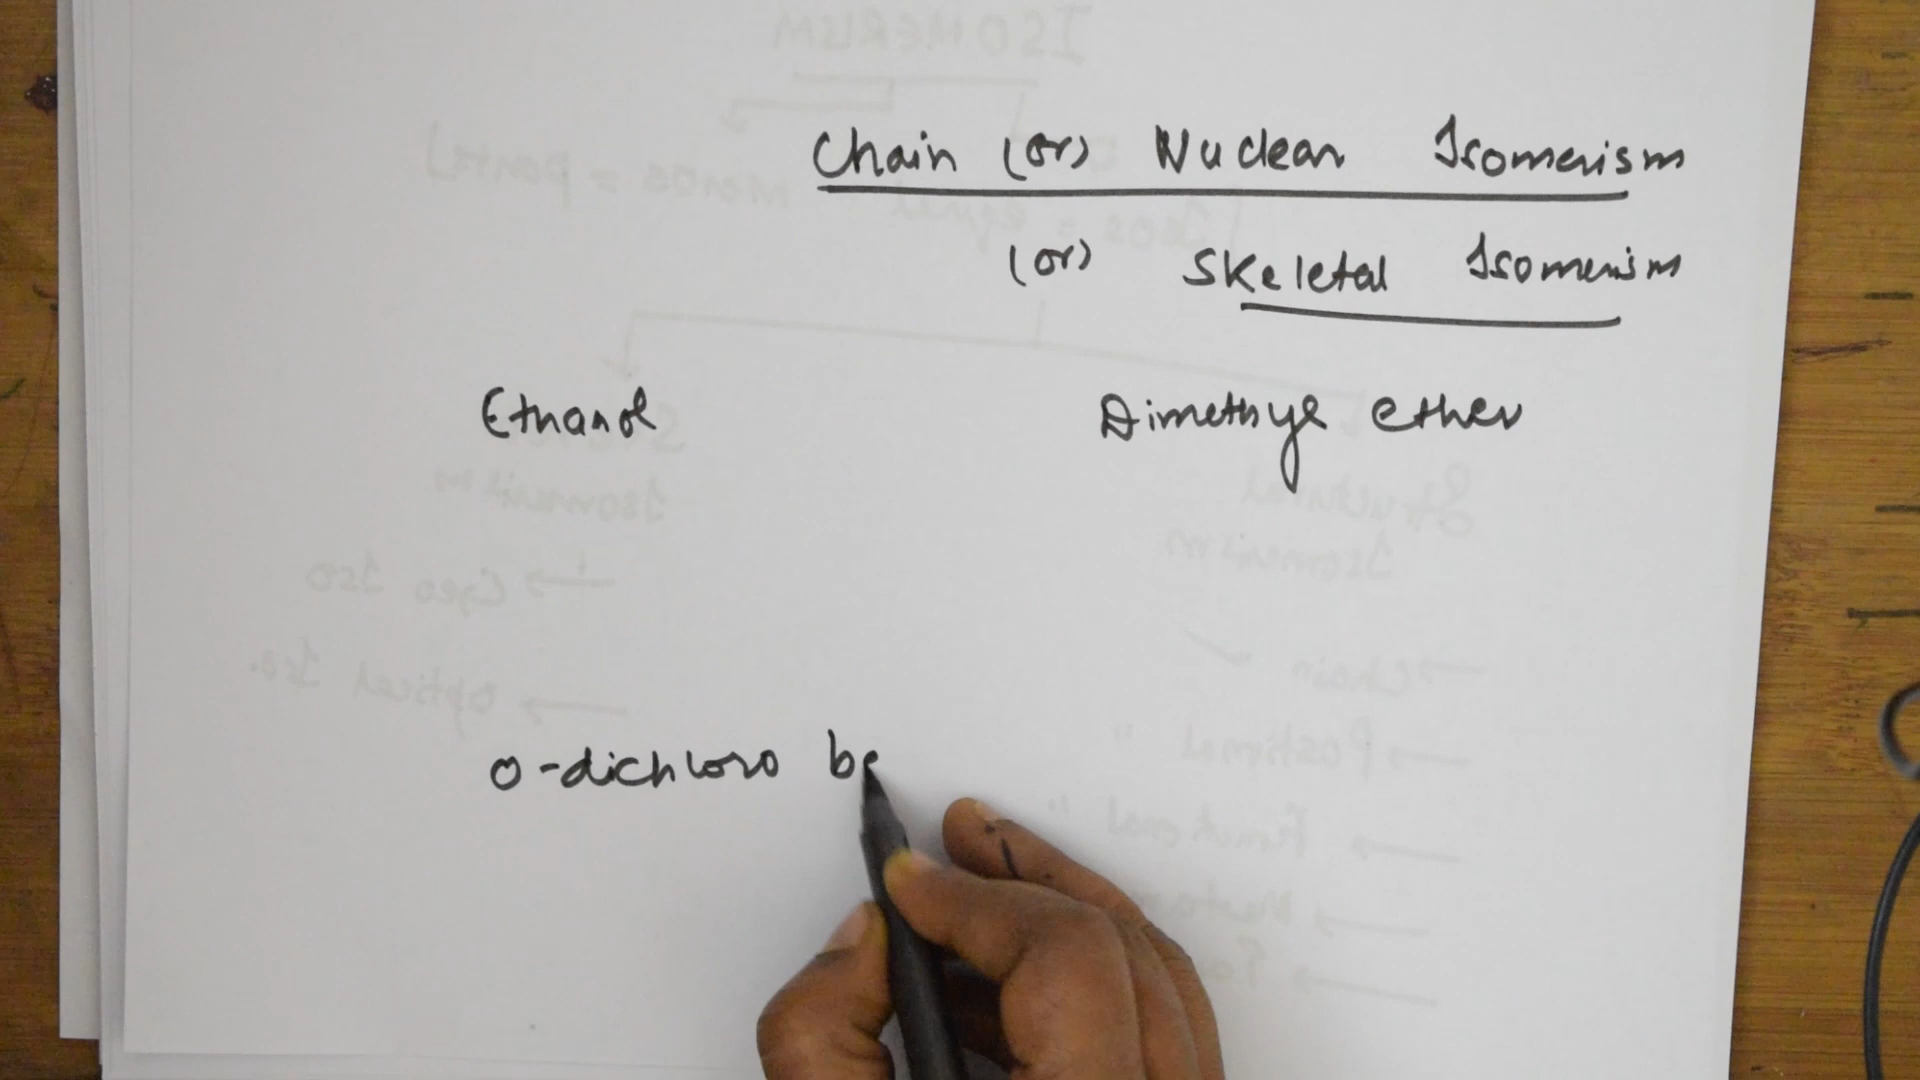 Chain (or) Nuclear Isomerism
(or) Skeletal Isomerism
Ethanol Dimethyl ether
o-dichloro be